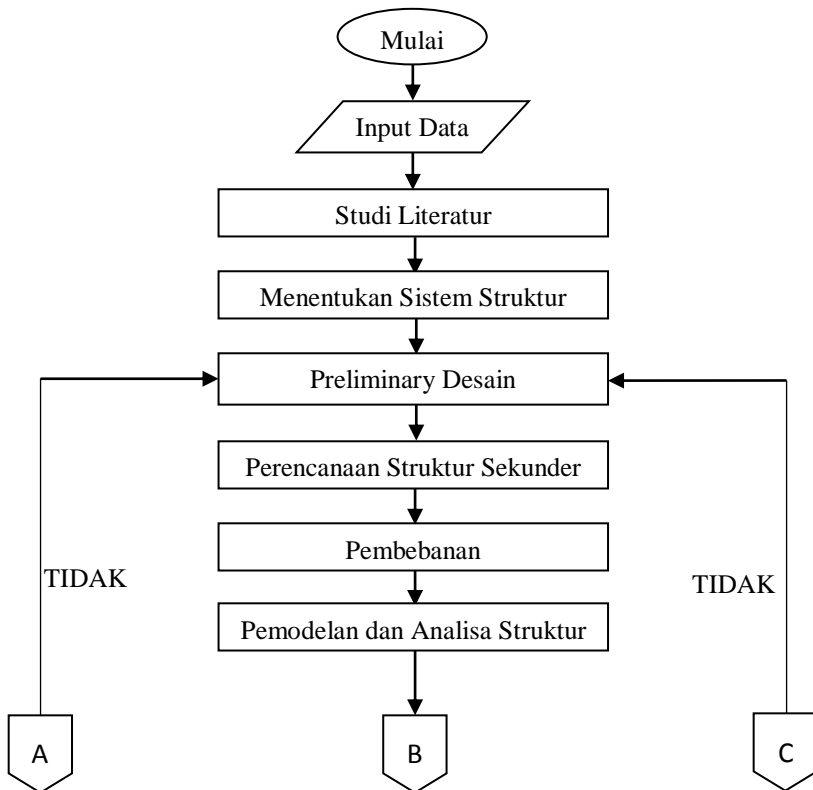 Mulai
Input Data
Studi Literatur
Menentukan Sistem Struktur
Preliminary Desain
Perencanaan Struktur Sekunder
Pembebanan
TIDAK
TIDAK
Pemodelan dan Analisa Struktur
A
B
C